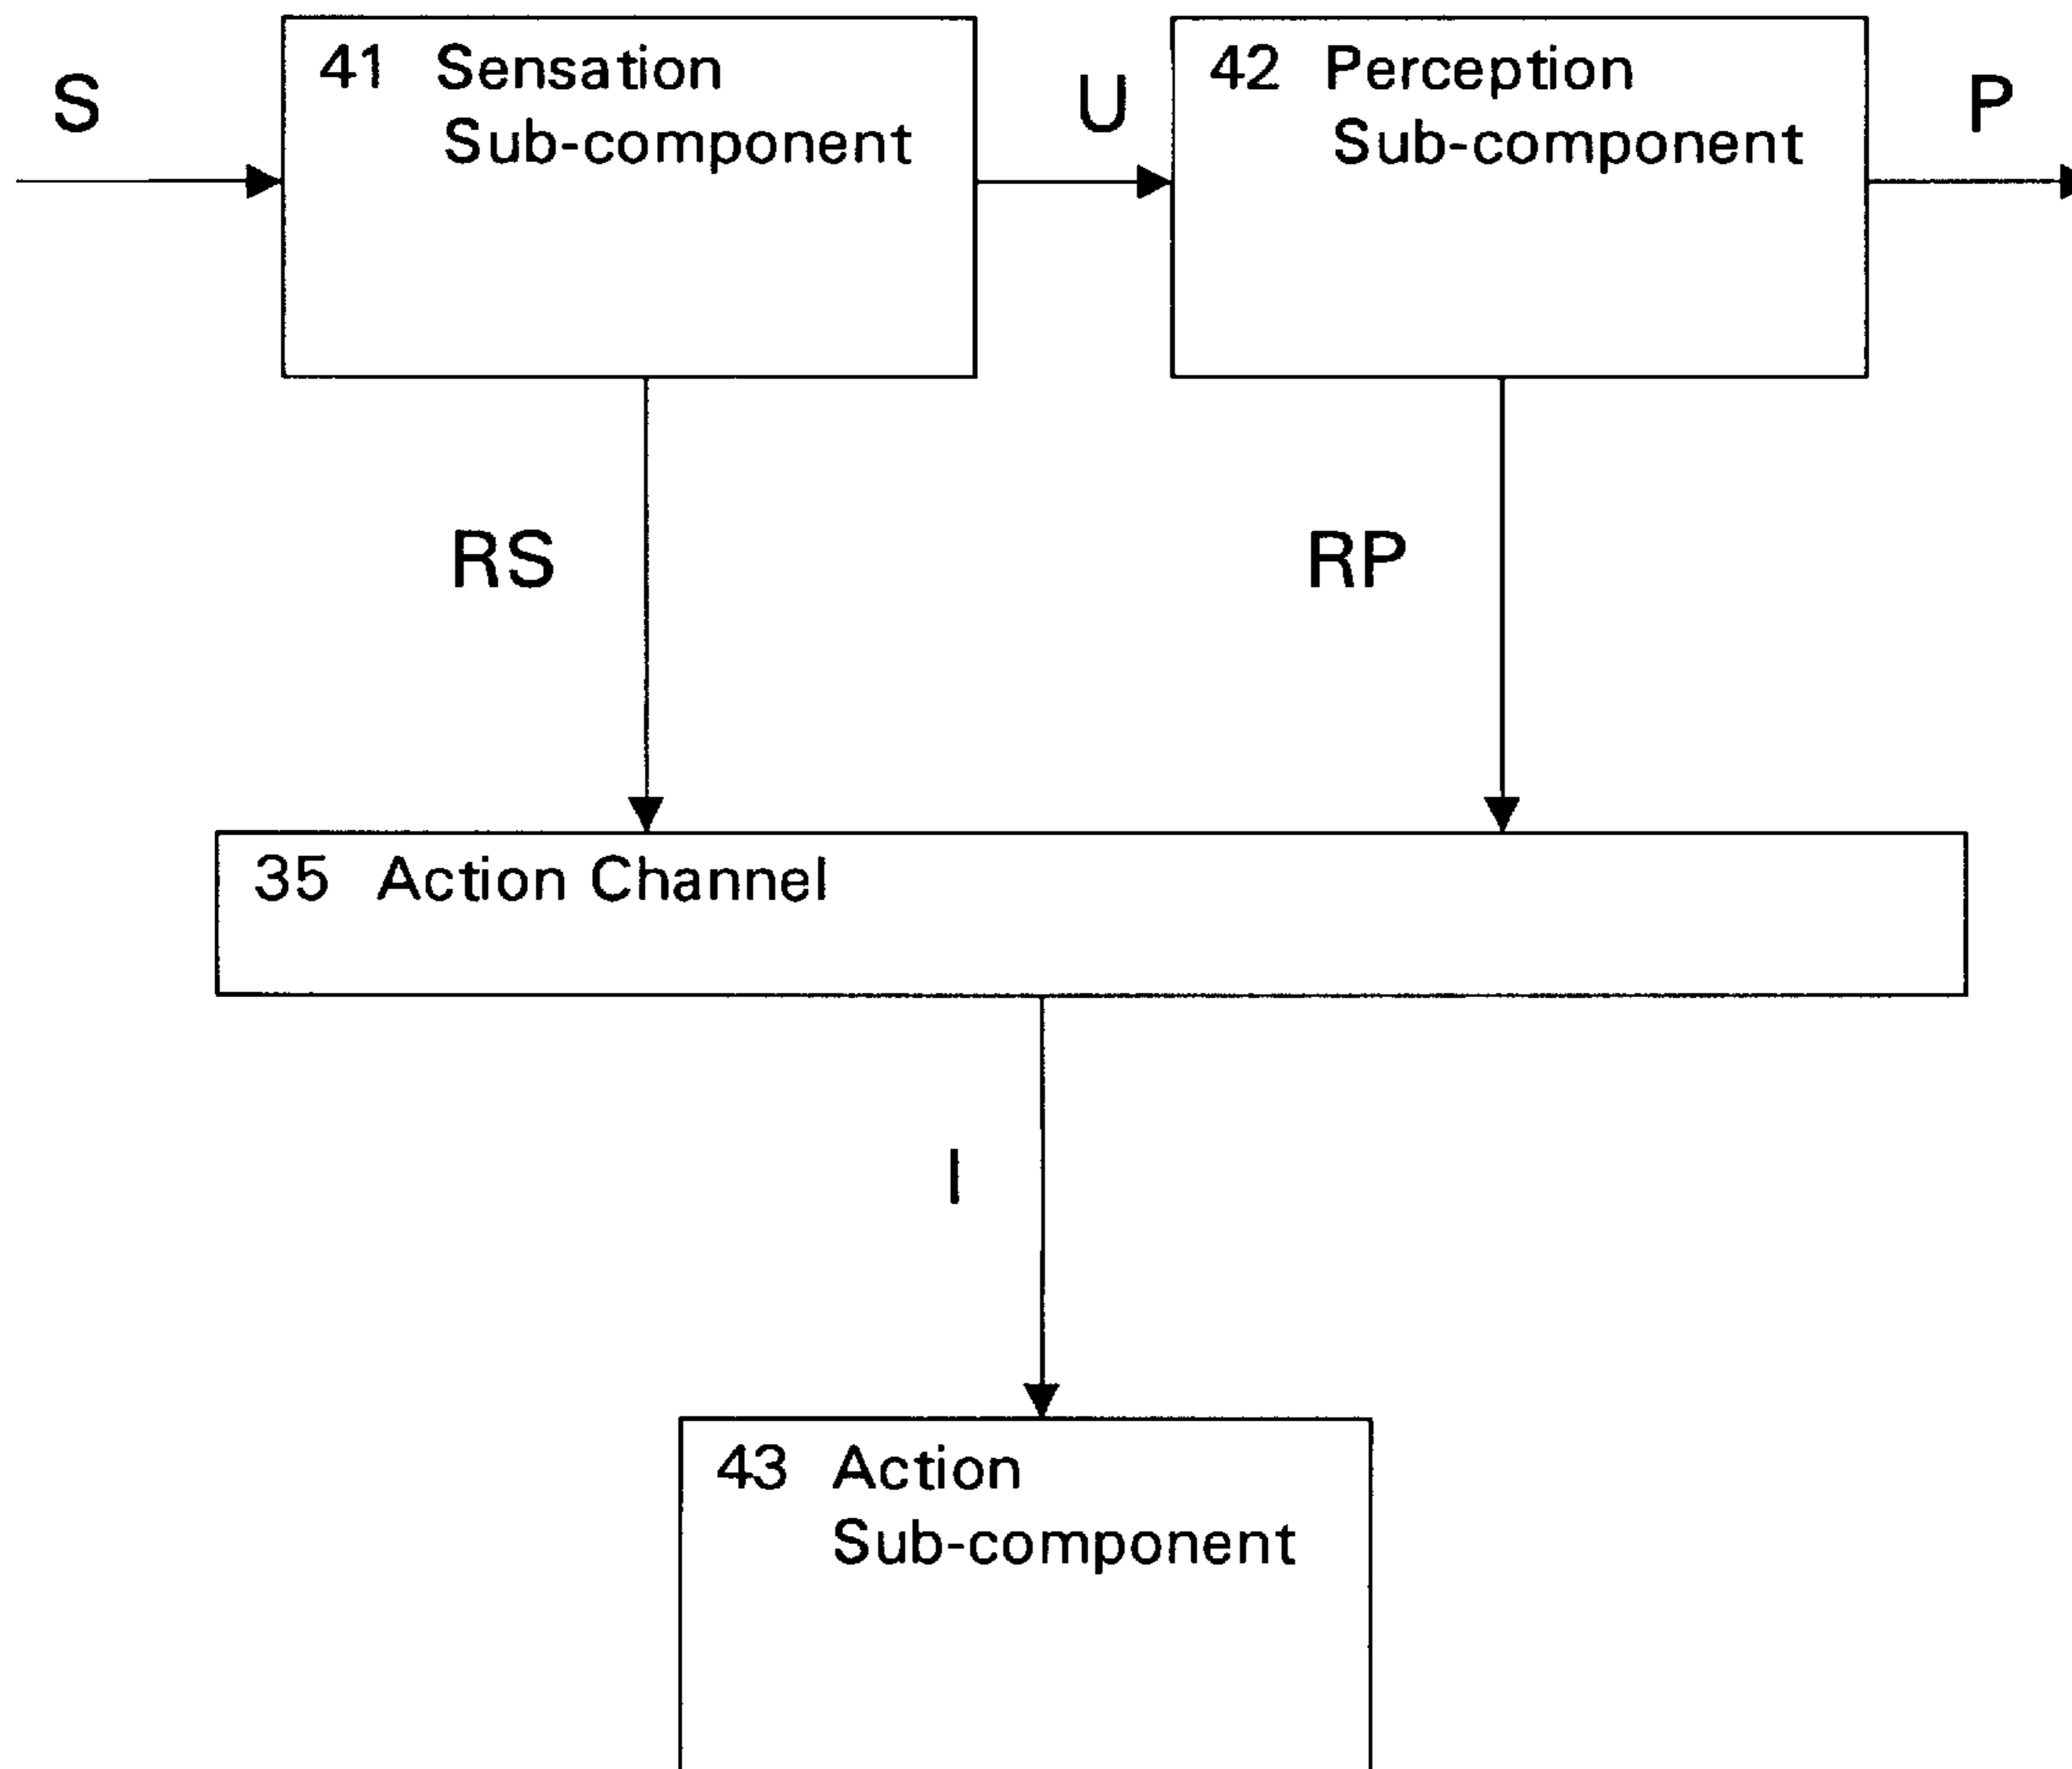 S
41 Sensation
Sub-component
U
42 Perception
Sub-component
P
RS
RP
35 Action Channel
I
43 Action
Sub-component